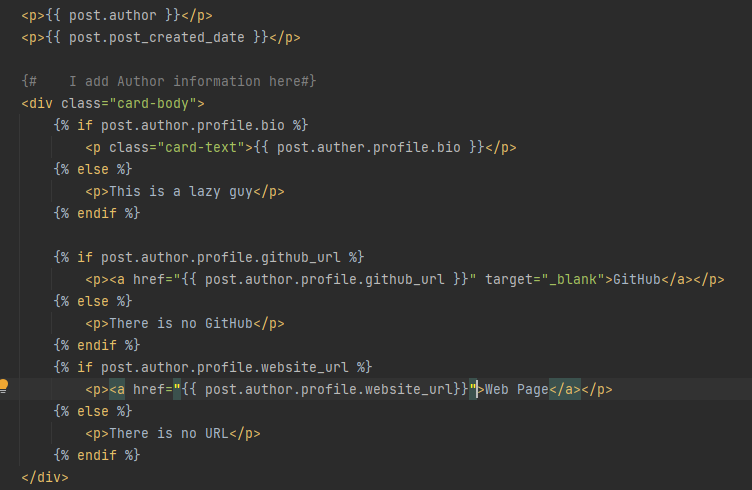 <p>{{ post.author }}</p>
<p>{{ post.post_created_date }}</p>
{#    I add Author information here#}
<div class="card-body">
    {% if post.author.profile.bio %}
        <p class="card-text">{{ post.auther.profile.bio }}</p>
    {% else %}
        <p>This is a lazy guy</p>
    {% endif %}
    {% if post.author.profile.github_url %}
        <p><a href="{{ post.author.profile.github_url }}" target="_blank">GitHub</a></p>
    {% else %}
        <p>There is no GitHub</p>
    {% endif %}
    {% if post.author.profile.website_url %}
        <p><a href="{{ post.author.profile.website_url}}">Web Page</a></p>
    {% else %}
        <p>There is no URL</p>
    {% endif %}
</div>